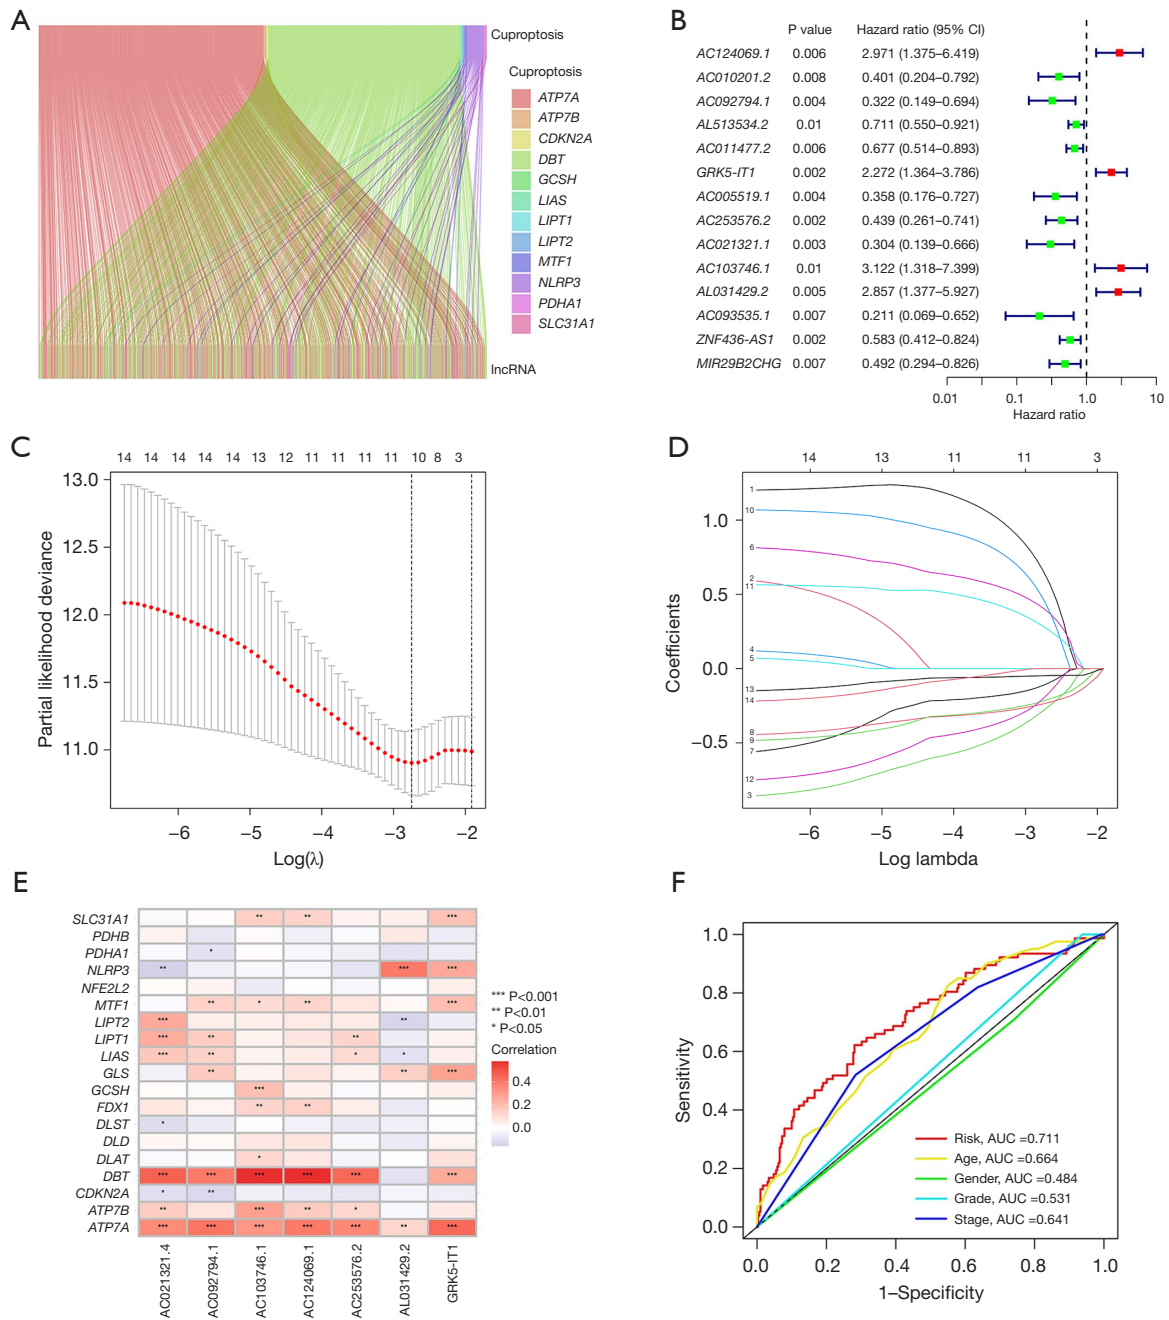 A
Cuproptosis
Cuproptosis
ATP7A
ATP7B
CDKN2A
DBT
GCSH
LIAS
LIPT1
LIPT2
MTF1
NLRP3
PDHA1
SLC31A1
lncRNA
B
P value Hazard ratio (95% CI)
AC124069.1 0.006 2.971 (1.375–6.419)
AC010201.2 0.008 0.401 (0.204–0.792)
AC092794.1 0.004 0.322 (0.149–0.694)
AL513534.2 0.01 0.711 (0.550–0.921)
AC011477.2 0.006 0.677 (0.514–0.893)
GRK5-IT1 0.002 2.272 (1.364–3.786)
AC005519.1 0.004 0.358 (0.176–0.727)
AC253576.2 0.002 0.439 (0.261–0.741)
AC021321.1 0.003 0.304 (0.139–0.666)
AC103746.1 0.01 3.122 (1.318–7.399)
AL031429.2 0.005 2.857 (1.377–5.927)
AC093535.1 0.007 0.211 (0.069–0.652)
ZNF436-AS1 0.002 0.583 (0.412–0.824)
MIR29B2CHG 0.007 0.492 (0.294–0.826)
0.01 0.1 1.0 10
Hazard ratio
C
14 14 14 14 14 13 12 11 11 11 11 10 8 3
13.0
12.5
12.0
11.5
11.0
Partial likelihood deviance
−6 −5 −4 −3 −2
Log(λ)
D
14 13 11 11 3
1.0
0.5
0.0
−0.5
Coefficients
1
10
6
2
11
4
5
13
14
8
9
7
12
3
−6 −5 −4 −3 −2
Log lambda
E
SLC31A1 ** ** ***
PDHB
PDHA1 *
NLRP3 ** *** ***
NFE2L2
MTF1 ** * ** ***
LIPT2 *** **
LIPT1 *** ** **
LIAS *** ** * *
GLS ** ** ***
GCSH ***
FDX1 ** **
DLST *
DLD
DLAT *
DBT *** *** *** *** *** ***
CDKN2A * **
ATP7B ** *** ** *
ATP7A *** *** *** *** *** ** ***
AC021321.4
AC092794.1
AC103746.1
AC124069.1
AC253576.2
AL031429.2
GRK5-IT1
*** P<0.001
** P<0.01
* P<0.05
Correlation
0.4
0.2
0.0
F
1.0
0.8
0.6
0.4
0.2
0.0
Sensitivity
Risk, AUC =0.711
Age, AUC =0.664
Gender, AUC =0.484
Grade, AUC =0.531
Stage, AUC =0.641
0.0 0.2 0.4 0.6 0.8 1.0
1−Specificity